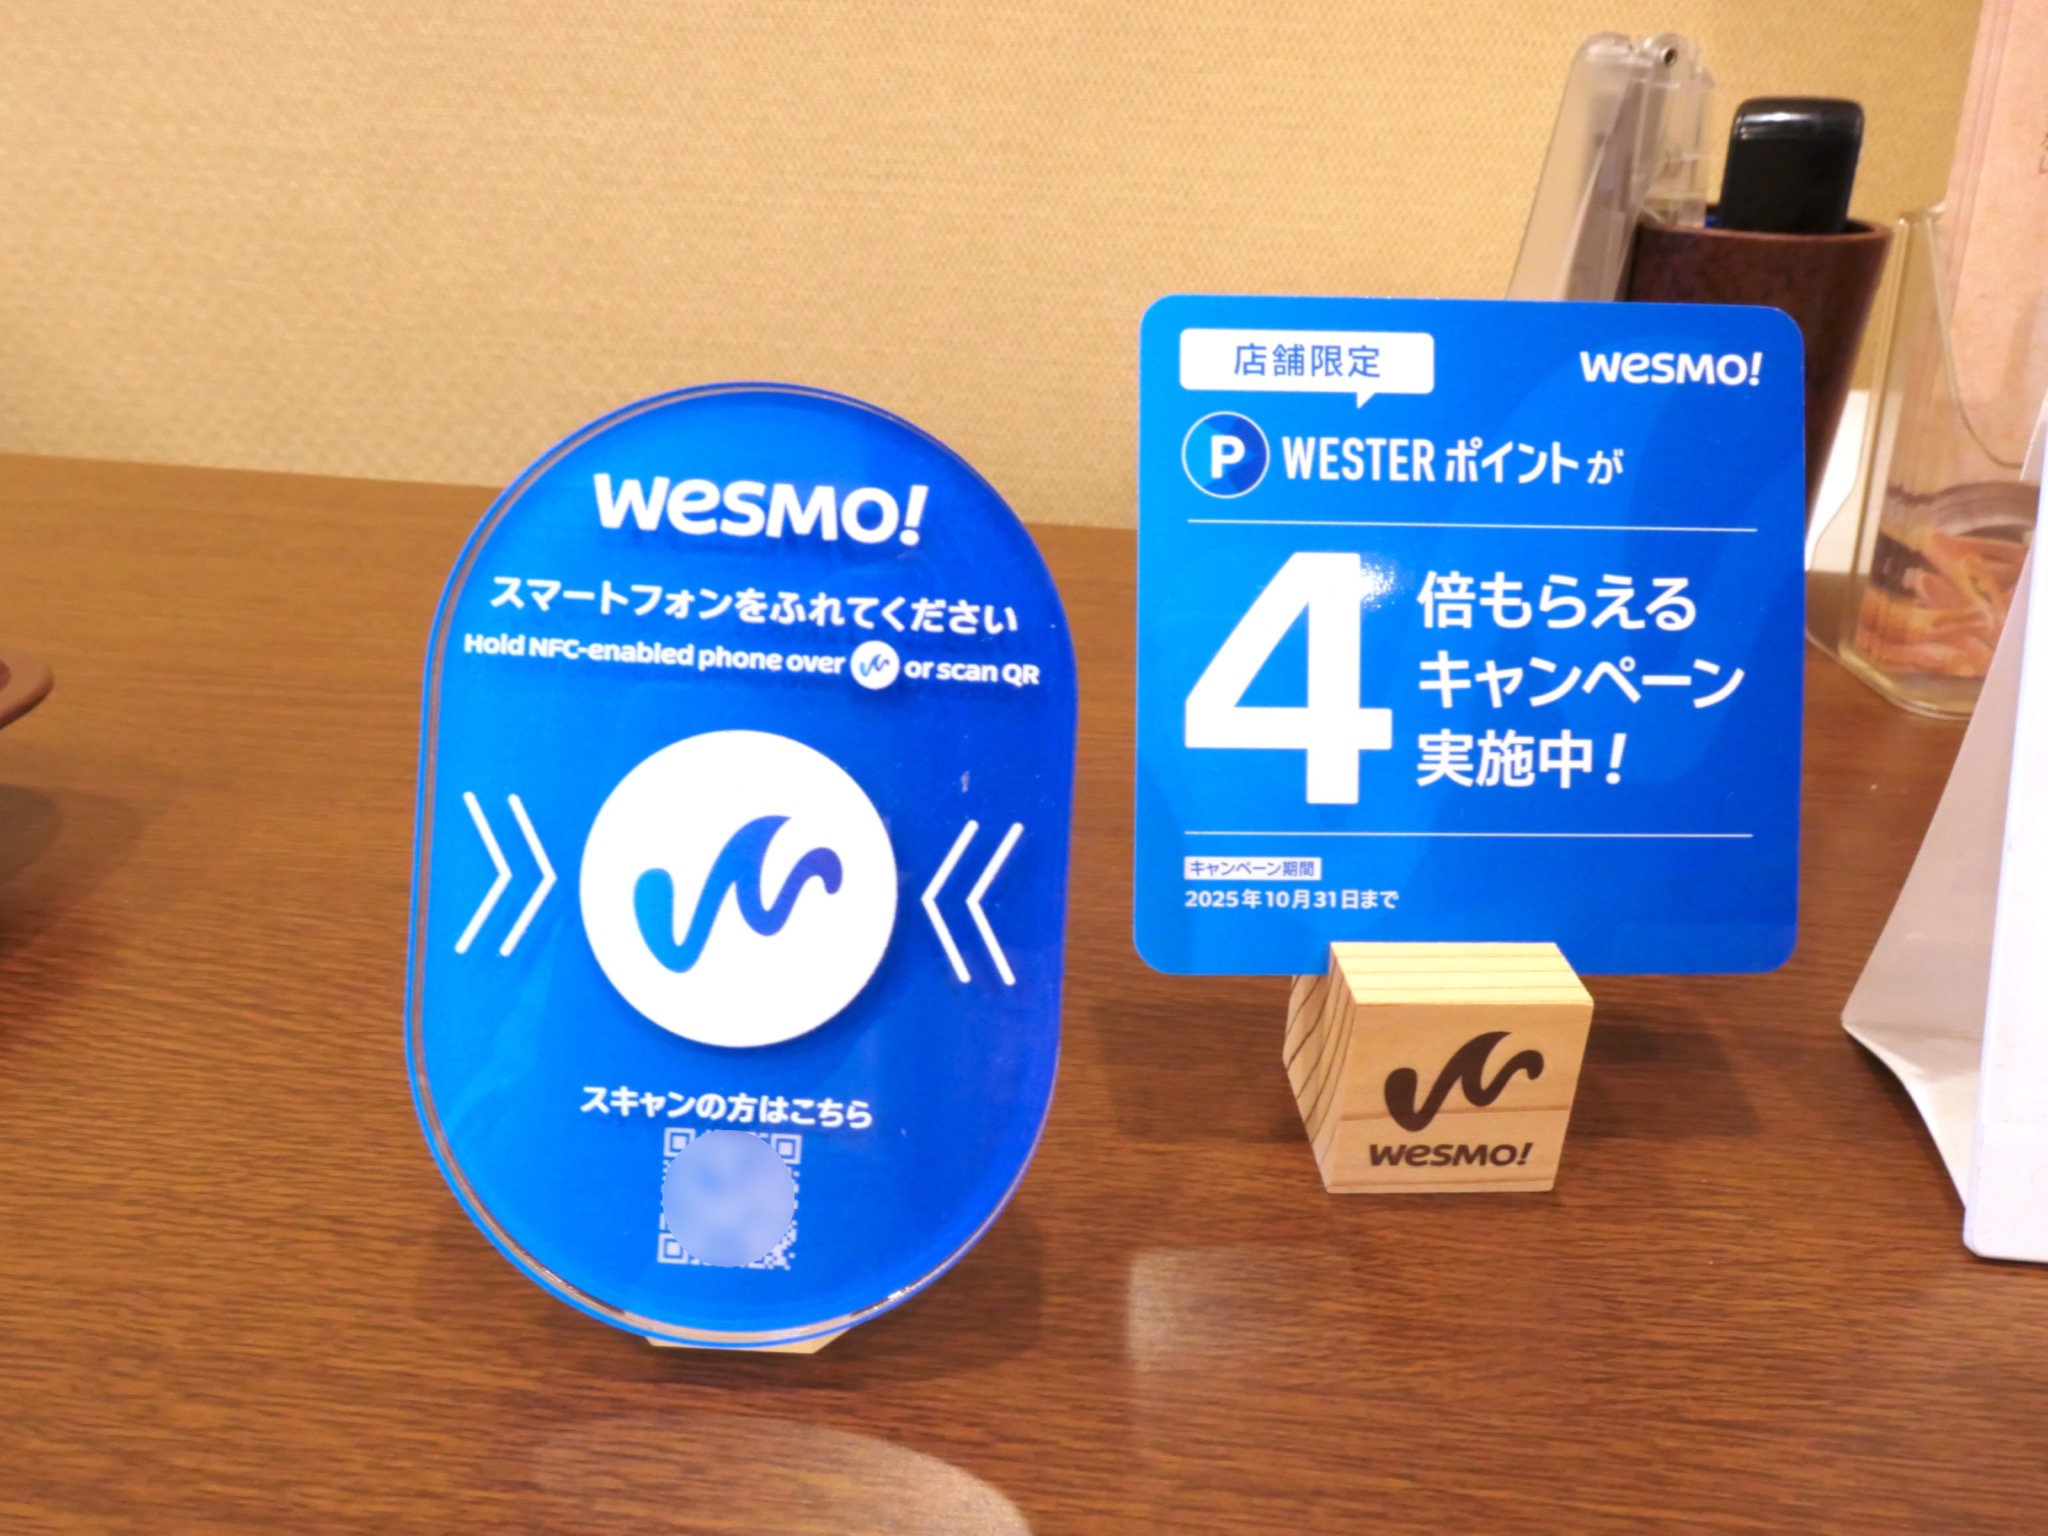 WESMO!
スマートフォンをふれてください
Hold NFC-enabled phone over or scan QR
スキャンの方はこちら
店舗限定
WESMO!
P WESTER ポイントが
4倍もらえる
キャンペーン
実施中!
キャンペーン期間
2025年10月31日まで
WESMO!